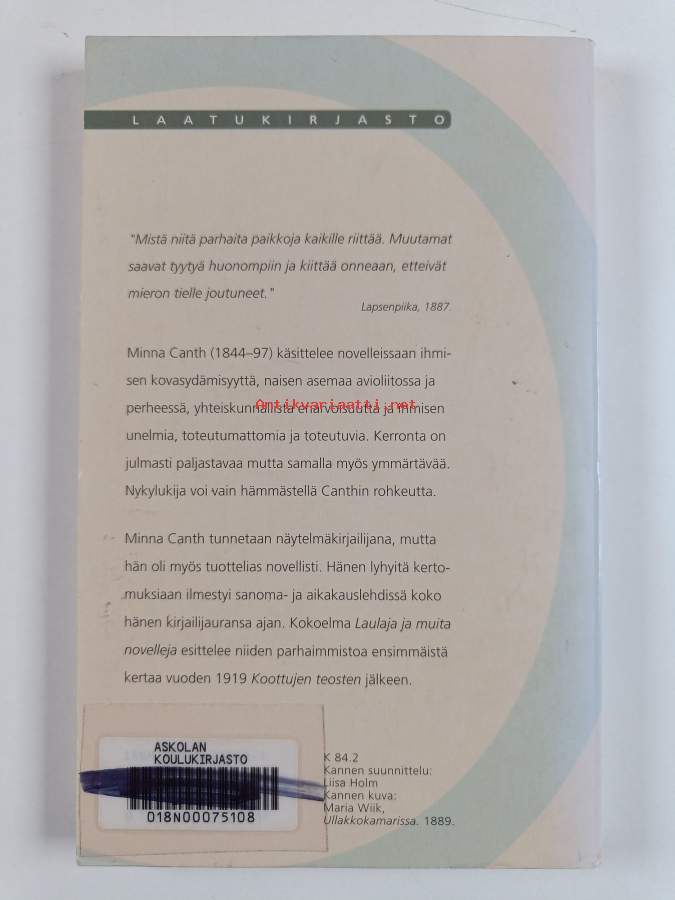 LAATUKIRJASTO
"Mistä niitä parhaita paikkoja kaikille riittää. Muutamat
saavat tyytyä huonompiin ja kiittää onneaan, etteivät
mieron tielle joutuneet."
Lapsenpiika, 1887.
Minna Canth (1844–97) käsittelee novelleissaan ihmi-
sen kovasydämisyyttä, naisen asemaa avioliitossa ja
perheessä, yhteiskunnallista eriarvoisuutta ja ihmisen
Antikvariaatti.net
unelmia, toteutumattomia ja toteutuvia. Kerronta on
julmasti paljastavaa mutta samalla myös ymmärtävää.
Nykylukija voi vain hämmästellä Canthin rohkeutta.
Minna Canth tunnetaan näytelmäkirjailijana, mutta
hän oli myös tuottelias novellisti. Hänen lyhyitä kerto-
muksiaan ilmestyi sanoma- ja aikakauslehdissä koko
hänen kirjailijauransa ajan. Kokoelma Laulaja ja muita
novelleja esittelee niiden parhaimmistoa ensimmäistä
kertaa vuoden 1919 Koottujen teosten jälkeen.
ASKOLAN
KOULUKIRJASTO
018N00075108
K 84.2
Kannen suunnittelu:
Liisa Holm
Kannen kuva:
Maria Wiik,
Ullakkokamarissa. 1889.